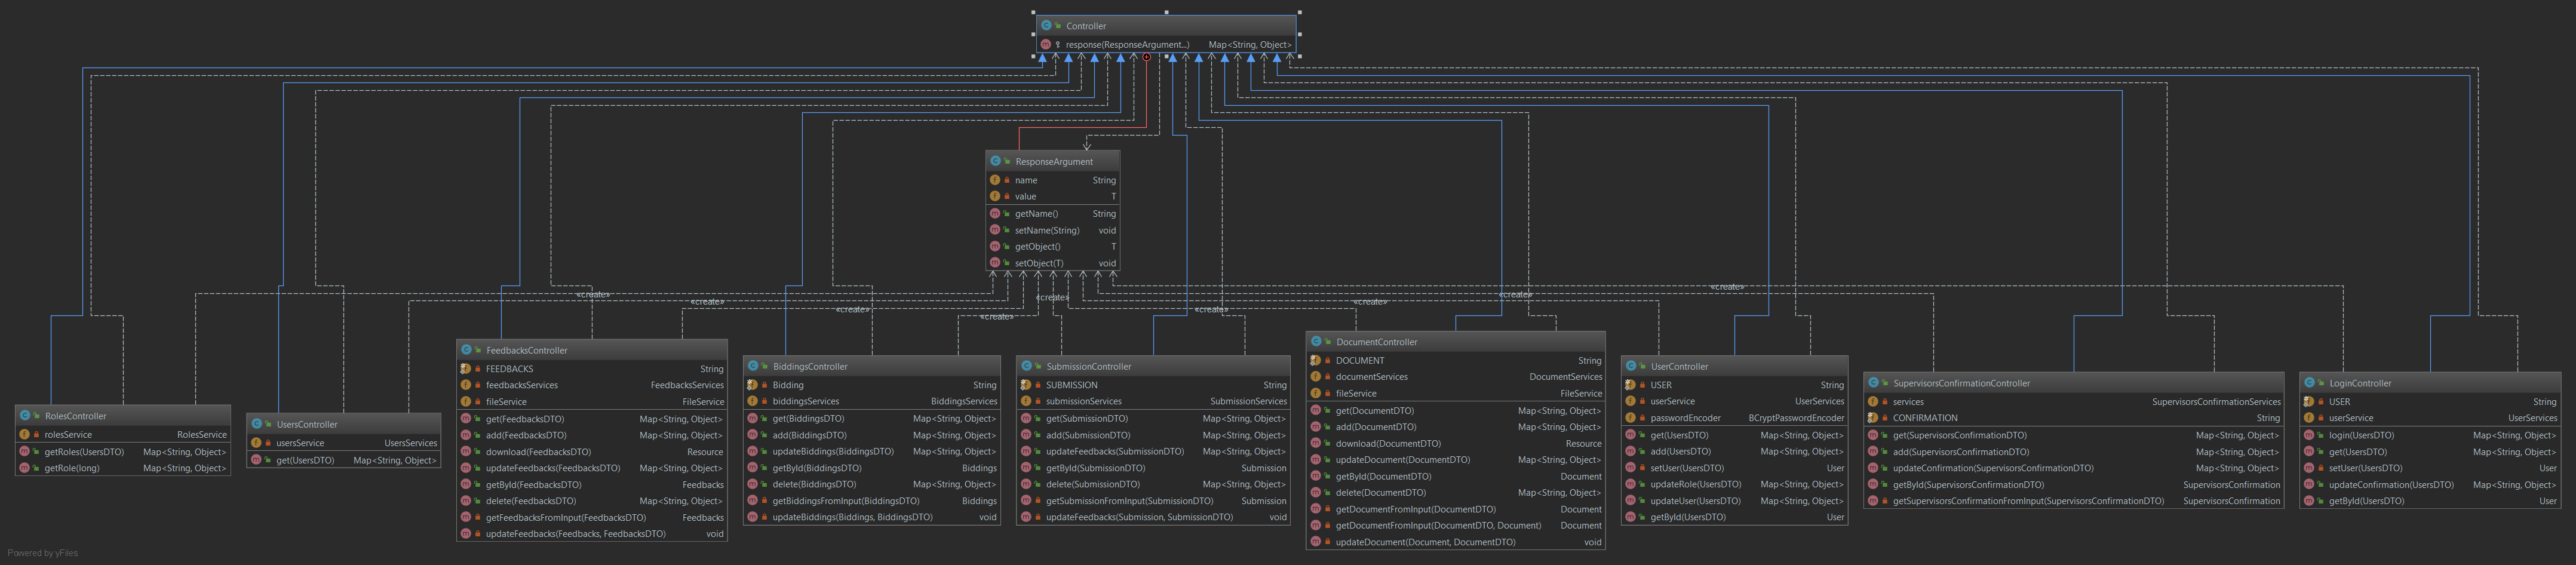 Controller
response(ResponseArgument...) Map<String, Object>
ResponseArgument
name String
value T
getName() String
setName(String) void
getObject() T
setObject(T) void
«create»
«create»
«create»
«create»
«create»
«create»
«create»
«create»
«create»
RolesController
rolesService RolesService
getRoles(UsersDTO) Map<String, Object>
getRole(long) Map<String, Object>
UsersController
usersService UsersServices
get(UsersDTO) Map<String, Object>
FeedbacksController
FEEDBACKS String
feedbacksServices FeedbacksServices
fileService FileService
get(FeedbacksDTO) Map<String, Object>
add(FeedbacksDTO) Map<String, Object>
download(FeedbacksDTO) Resource
updateFeedbacks(FeedbacksDTO) Map<String, Object>
getById(FeedbacksDTO) Feedbacks
delete(FeedbacksDTO) Map<String, Object>
getFeedbacksFromInput(FeedbacksDTO) Feedbacks
updateFeedbacks(Feedbacks, FeedbacksDTO) void
BiddingsController
Bidding String
biddingsServices BiddingsServices
get(BiddingsDTO) Map<String, Object>
add(BiddingsDTO) Map<String, Object>
updateBiddings(BiddingsDTO) Map<String, Object>
getById(BiddingsDTO) Biddings
delete(BiddingsDTO) Map<String, Object>
getBiddingsFromInput(BiddingsDTO) Biddings
updateBiddings(Biddings, BiddingsDTO) void
SubmissionController
SUBMISSION String
submissionServices SubmissionServices
get(SubmissionDTO) Map<String, Object>
add(SubmissionDTO) Map<String, Object>
updateFeedbacks(SubmissionDTO) Map<String, Object>
getById(SubmissionDTO) Submission
delete(SubmissionDTO) Map<String, Object>
getSubmissionFromInput(SubmissionDTO) Submission
updateFeedbacks(Submission, SubmissionDTO) void
DocumentController
DOCUMENT String
documentServices DocumentServices
fileService FileService
get(DocumentDTO) Map<String, Object>
add(DocumentDTO) Map<String, Object>
download(DocumentDTO) Resource
updateDocument(DocumentDTO) Map<String, Object>
getById(DocumentDTO) Document
delete(DocumentDTO) Map<String, Object>
getDocumentFromInput(DocumentDTO) Document
getDocumentFromInput(DocumentDTO, Document) Document
updateDocument(Document, DocumentDTO) void
UserController
USER String
userService UserServices
passwordEncoder BCryptPasswordEncoder
get(UsersDTO) Map<String, Object>
add(UsersDTO) Map<String, Object>
setUser(UsersDTO) User
updateRole(UsersDTO) Map<String, Object>
updateUser(UsersDTO) Map<String, Object>
getById(UsersDTO) User
SupervisorsConfirmationController
services SupervisorsConfirmationServices
CONFIRMATION String
get(SupervisorsConfirmationDTO) Map<String, Object>
add(SupervisorsConfirmationDTO) Map<String, Object>
updateConfirmation(SupervisorsConfirmationDTO) Map<String, Object>
getById(SupervisorsConfirmationDTO) SupervisorsConfirmation
getSupervisorsConfirmationFromInput(SupervisorsConfirmationDTO) SupervisorsConfirmation
LoginController
USER String
userService UserServices
login(UsersDTO) Map<String, Object>
get(UsersDTO) Map<String, Object>
setUser(UsersDTO) User
updateConfirmation(UsersDTO) Map<String, Object>
getById(UsersDTO) User
Powered by yFiles